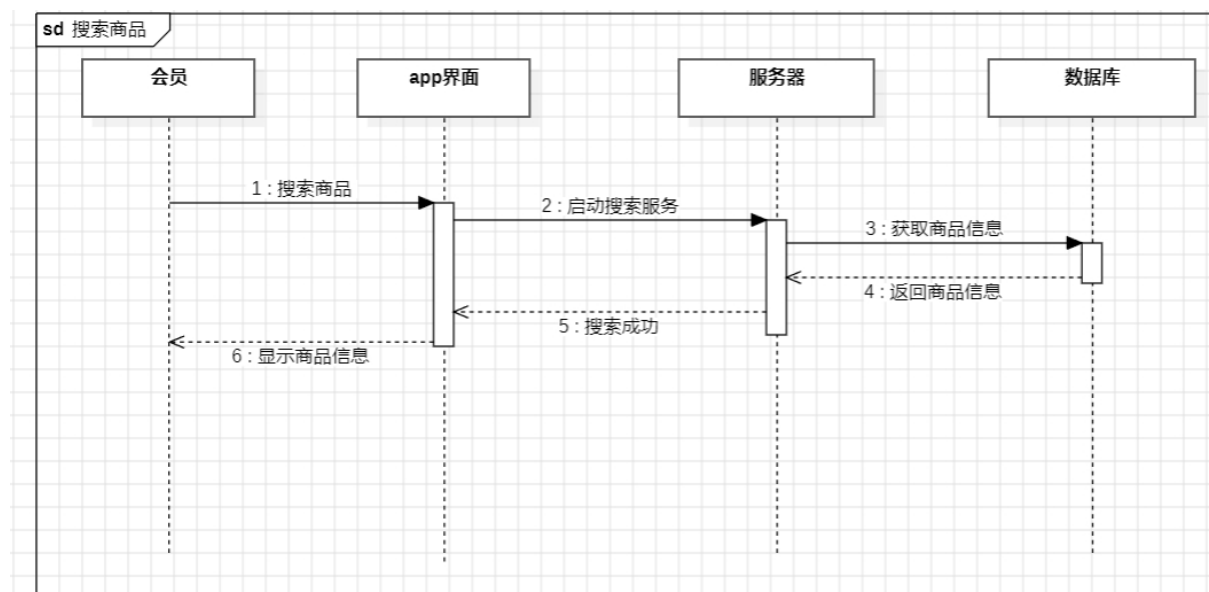 sd 搜索商品
会员
app界面
服务器
数据库
1 : 搜索商品
2 : 启动搜索服务
3 : 获取商品信息
4 : 返回商品信息
5 : 搜索成功
6 : 显示商品信息